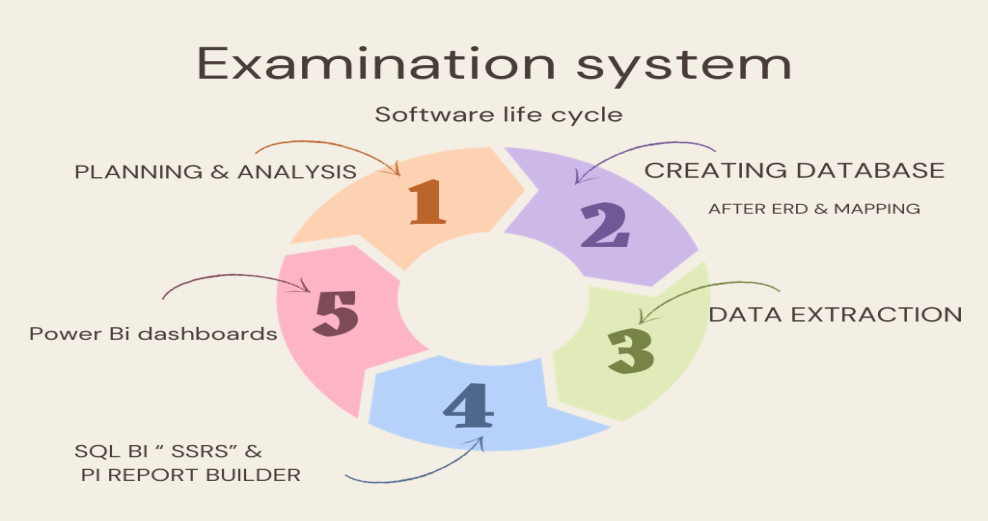 Examination system
Software life cycle
PLANNING & ANALYSIS
1
2
CREATING DATABASE
AFTER ERD & MAPPING
3
DATA EXTRACTION
4
SQL BI “ SSRS” &
PI REPORT BUILDER
5
Power Bi dashboards